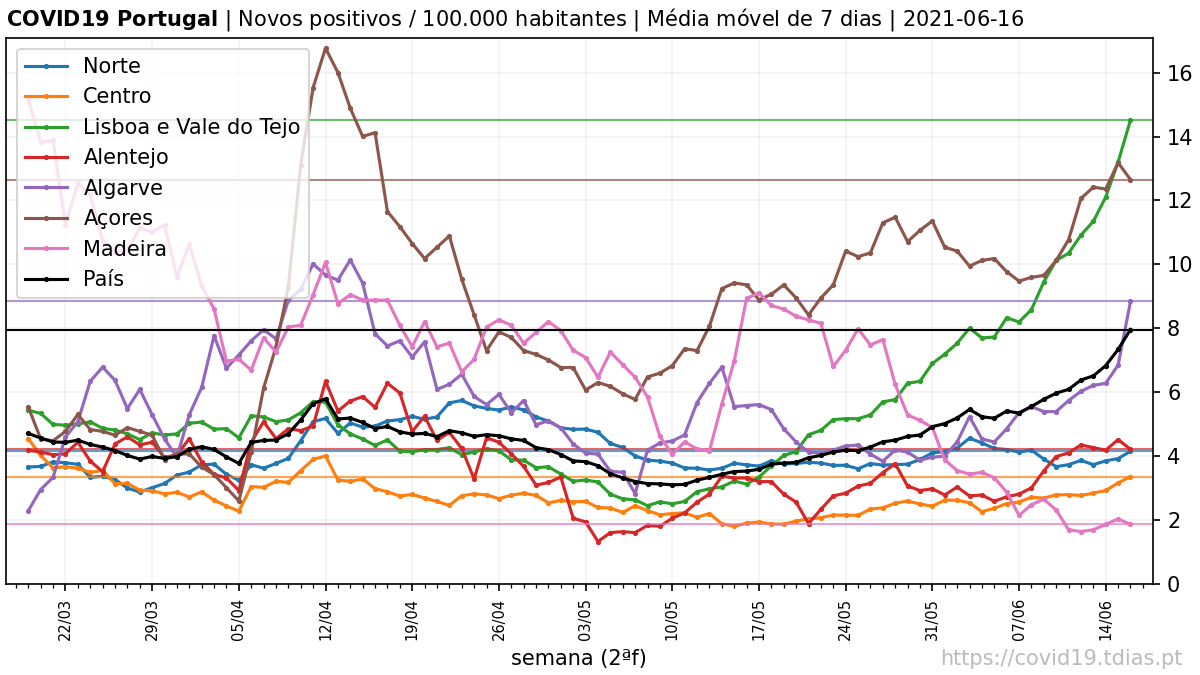 COVID19 Portugal | Novos positivos / 100.000 habitantes | Média móvel de 7 dias | 2021-06-16
Norte
Centro
Lisboa e Vale do Tejo
Alentejo
Algarve
Açores
Madeira
País
16
14
12
10
8
6
4
2
0
22/03
29/03
05/04
12/04
19/04
26/04
03/05
10/05
17/05
24/05
31/05
07/06
14/06
semana (2ªf)
https://covid19.tdias.pt